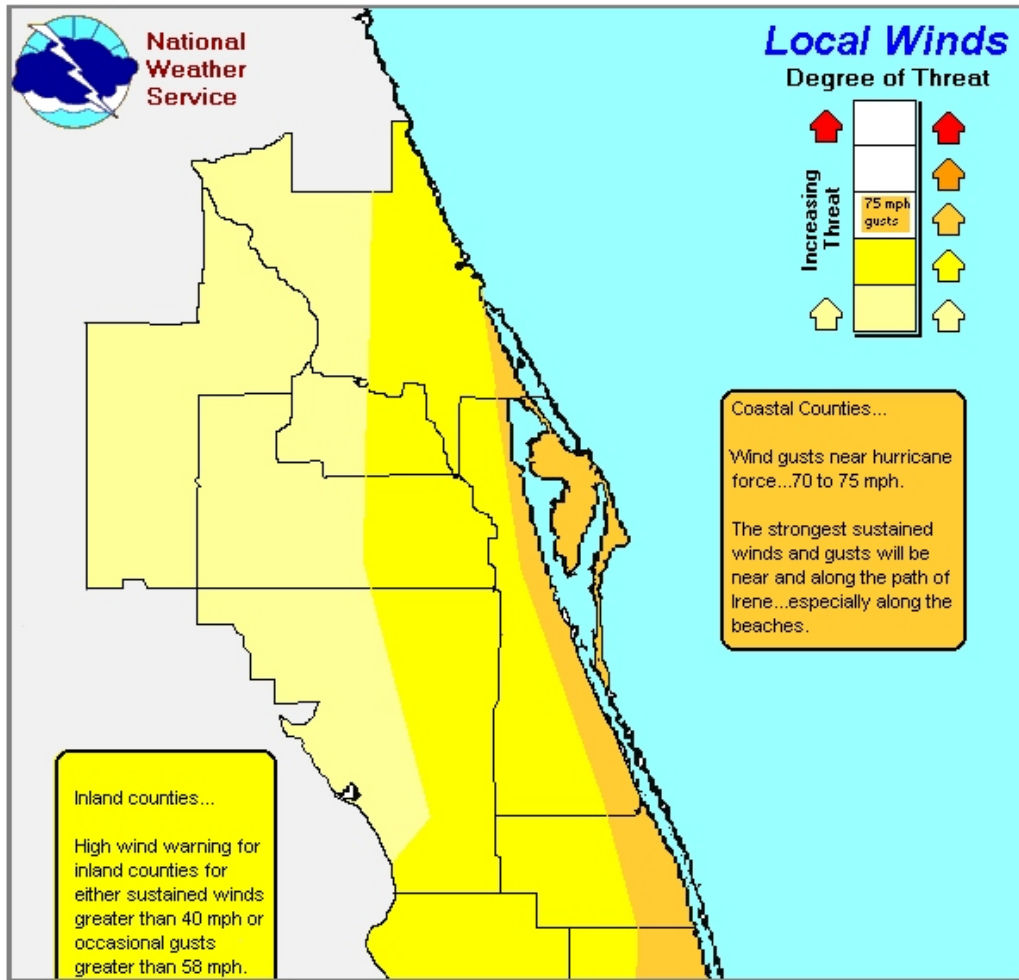 National
Weather
Service
Local Winds
Degree of Threat
Increasing
Threat
75 mph
gusts
Coastal Counties...
Wind gusts near hurricane
force...70 to 75 mph.
The strongest sustained
winds and gusts will be
near and along the path of
Irene...especially along the
beaches.
Inland counties...
High wind warning for
inland counties for
either sustained winds
greater than 40 mph or
occasional gusts
greater than 58 mph.